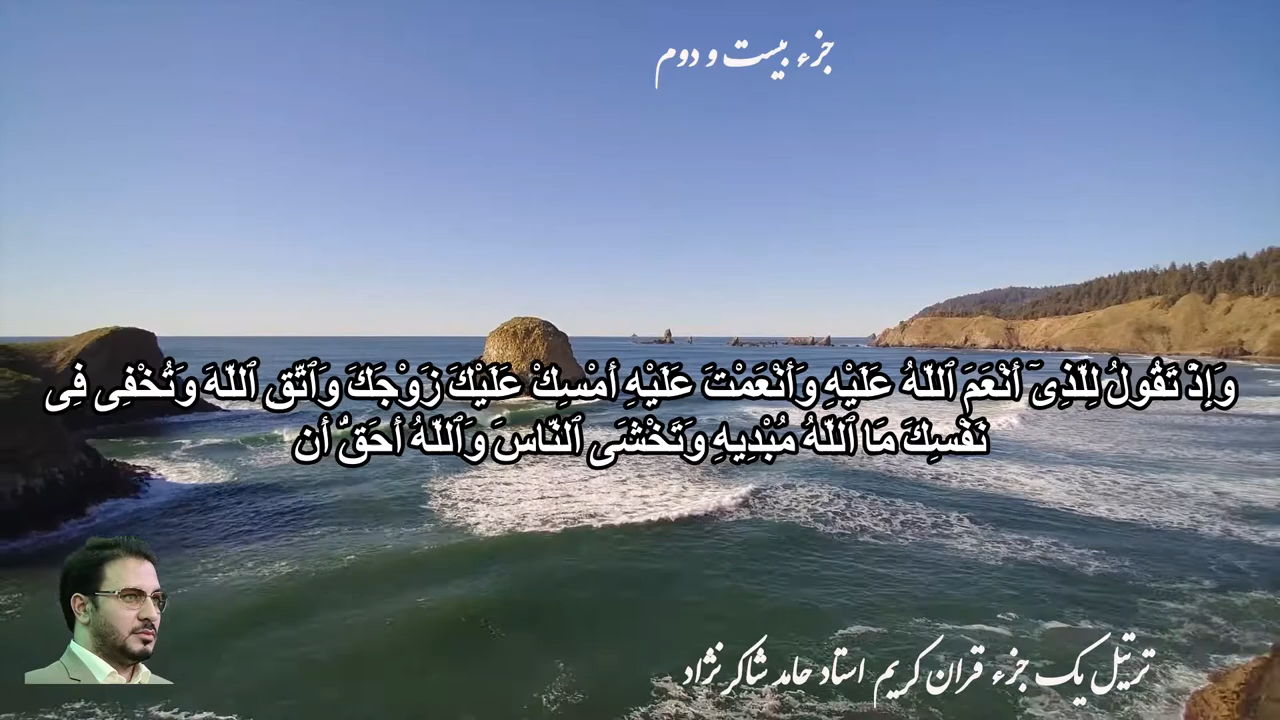 جزء بیست و دوم
وَإِذْ تَقُولُ لِلَّذِىٓ أَنْعَمَ ٱللَّهُ عَلَيْهِ وَأَنْعَمْتَ عَلَيْهِ أَمْسِكْ عَلَيْكَ زَوْجَكَ وَٱتَّقِ ٱللَّهَ وَتُخْفِى فِى
نَفْسِكَ مَا ٱللَّهُ مُبْدِيهِ وَتَخْشَى ٱلنَّاسَ وَٱللَّهُ أَحَقُّ أَن
ترتیل یک جزء قران کریم استاد حامد شاکرنژاد